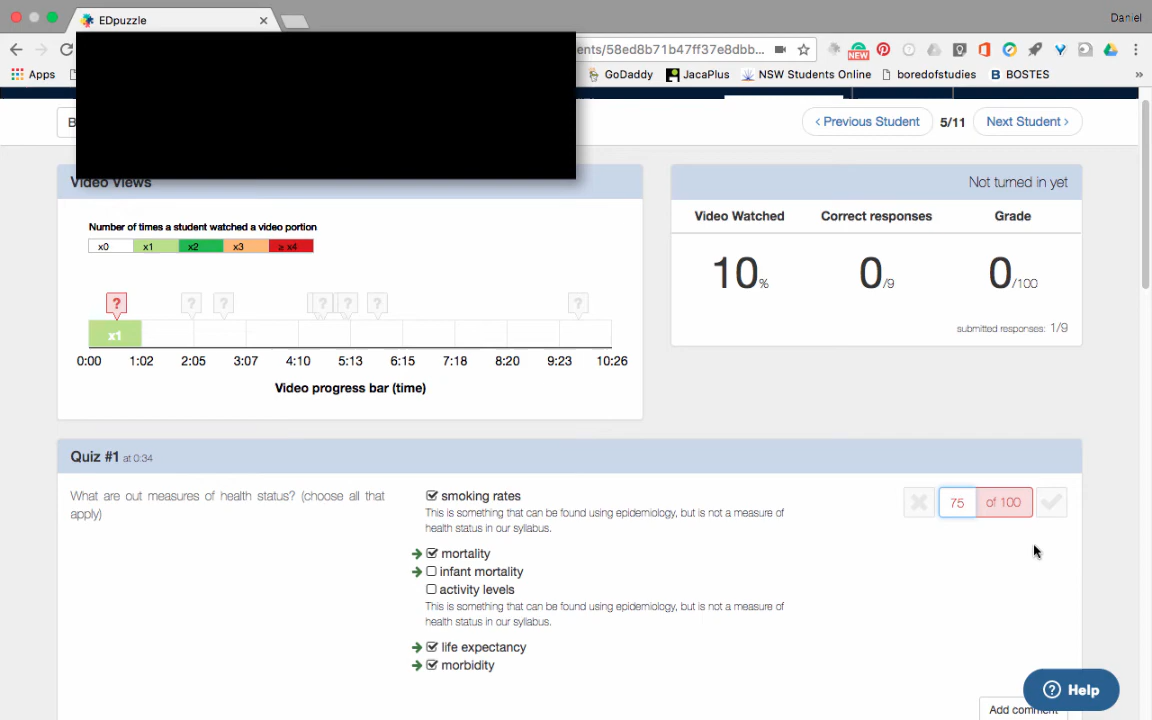 EDpuzzle
Daniel
ents/58ed8b71b47ff37e8dbb...
NEW
Apps
GoDaddy
JacaPlus
NSW Students Online
boredofstudies
B BOSTES
»
B
< Previous Student
5/11
Next Student >
Video Views
Not turned in yet
Number of times a student watched a video portion
x0 x1 x2 x3 ≥ x4
Video Watched Correct responses Grade
10% 0/9 0/100
submitted responses: 1/9
? ? ? ? ? ? ?
x1
0:00 1:02 2:05 3:07 4:10 5:13 6:15 7:18 8:20 9:23 10:26
Video progress bar (time)
Quiz #1 at 0:34
What are out measures of health status? (choose all that
apply)
smoking rates
This is something that can be found using epidemiology, but is not a measure of
health status in our syllabus.
mortality
infant mortality
activity levels
This is something that can be found using epidemiology, but is not a measure of
health status in our syllabus.
life expectancy
morbidity
75 of 100
Help
Add comment